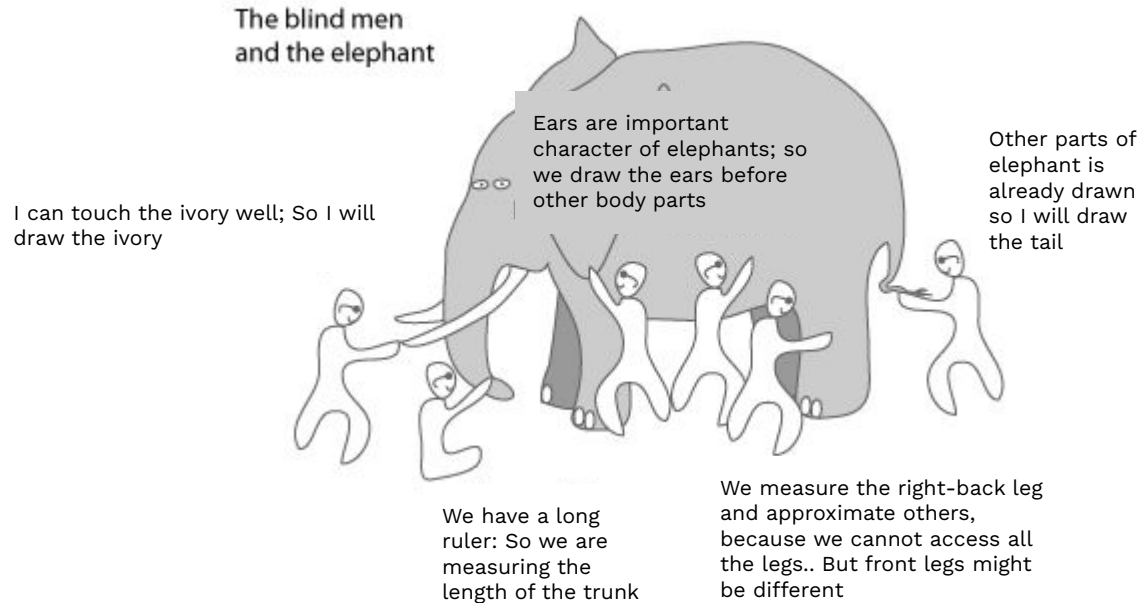 The blind men
and the elephant
Ears are important
character of elephants; so
we draw the ears before
other body parts
Other parts of
elephant is
already drawn
so I will draw
the tail
I can touch the ivory well; So I will
draw the ivory
We have a long
ruler: So we are
measuring the
length of the trunk
We measure the right-back leg
and approximate others,
because we cannot access all
the legs.. But front legs might
be different